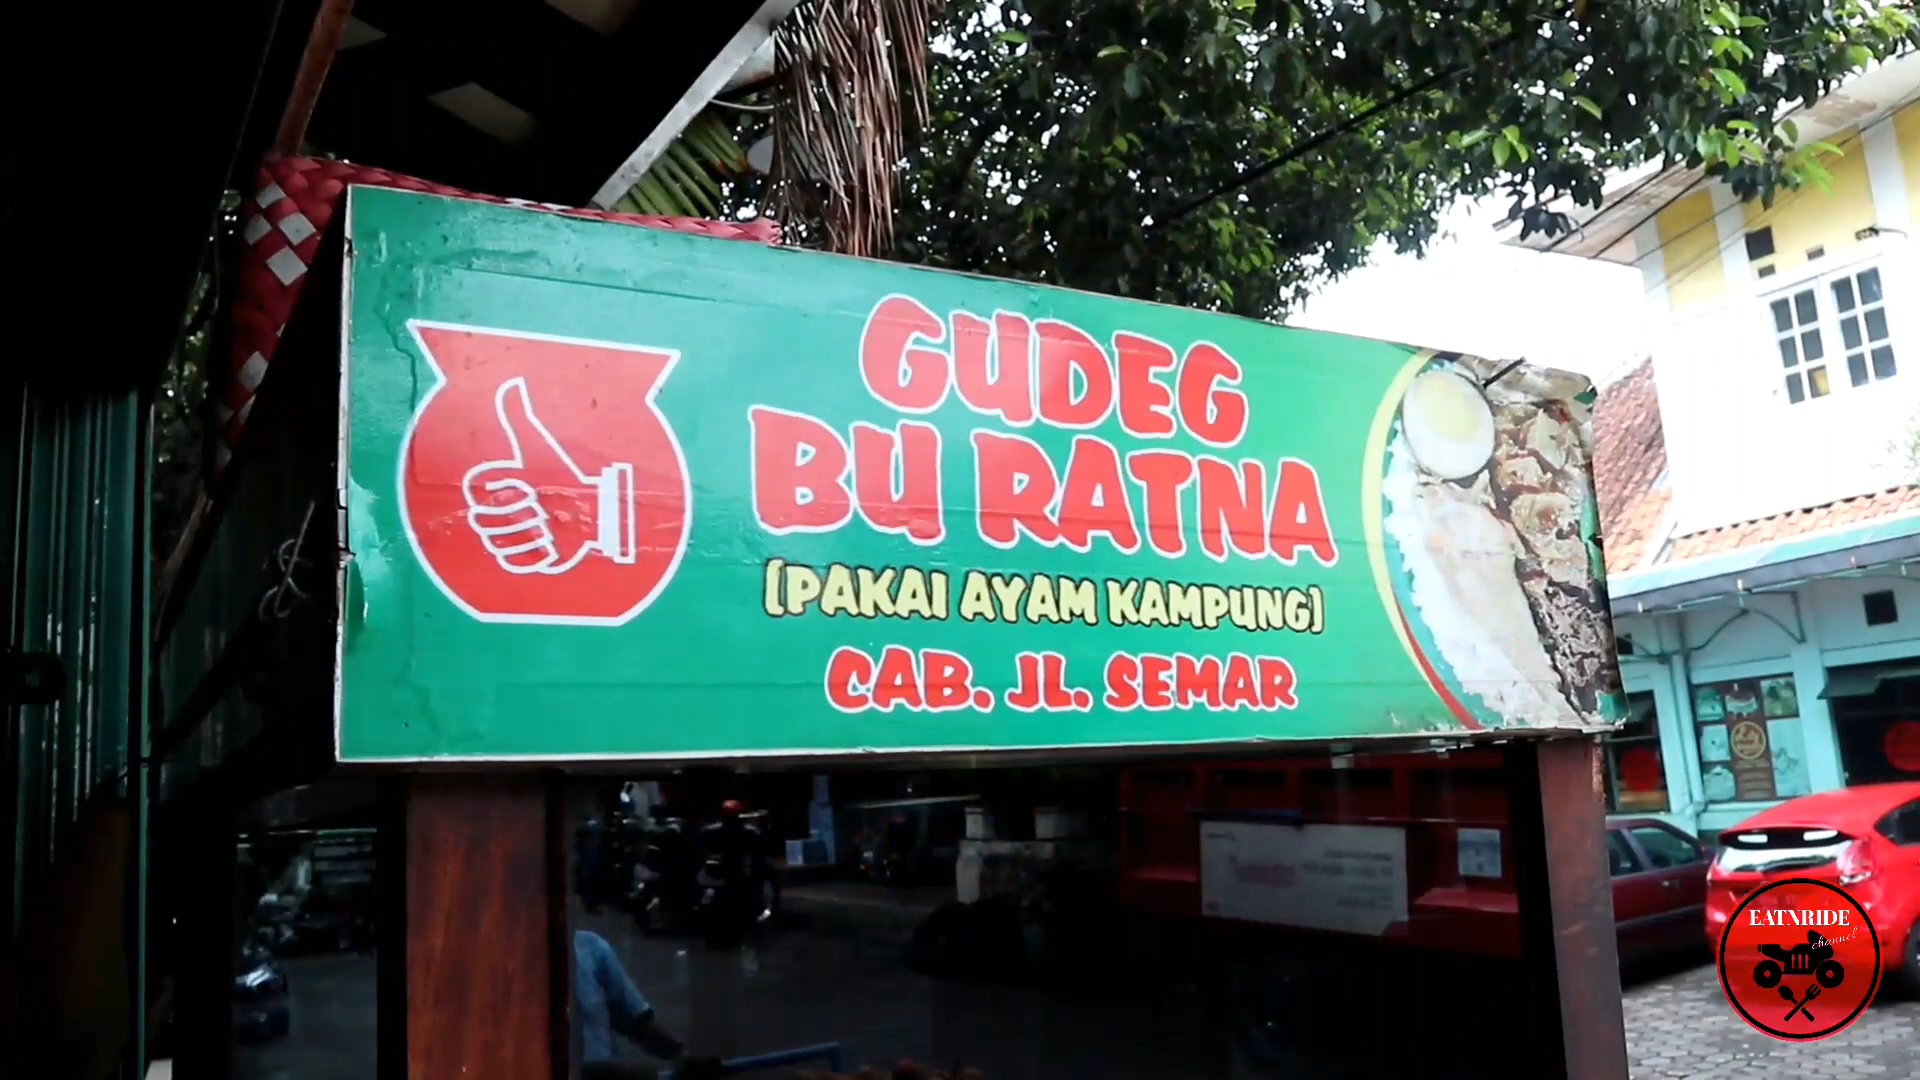 GUDEG
BU RATNA
(PAKAI AYAM KAMPUNG)
CAB. JL. SEMAR
EATNRIDE
channel